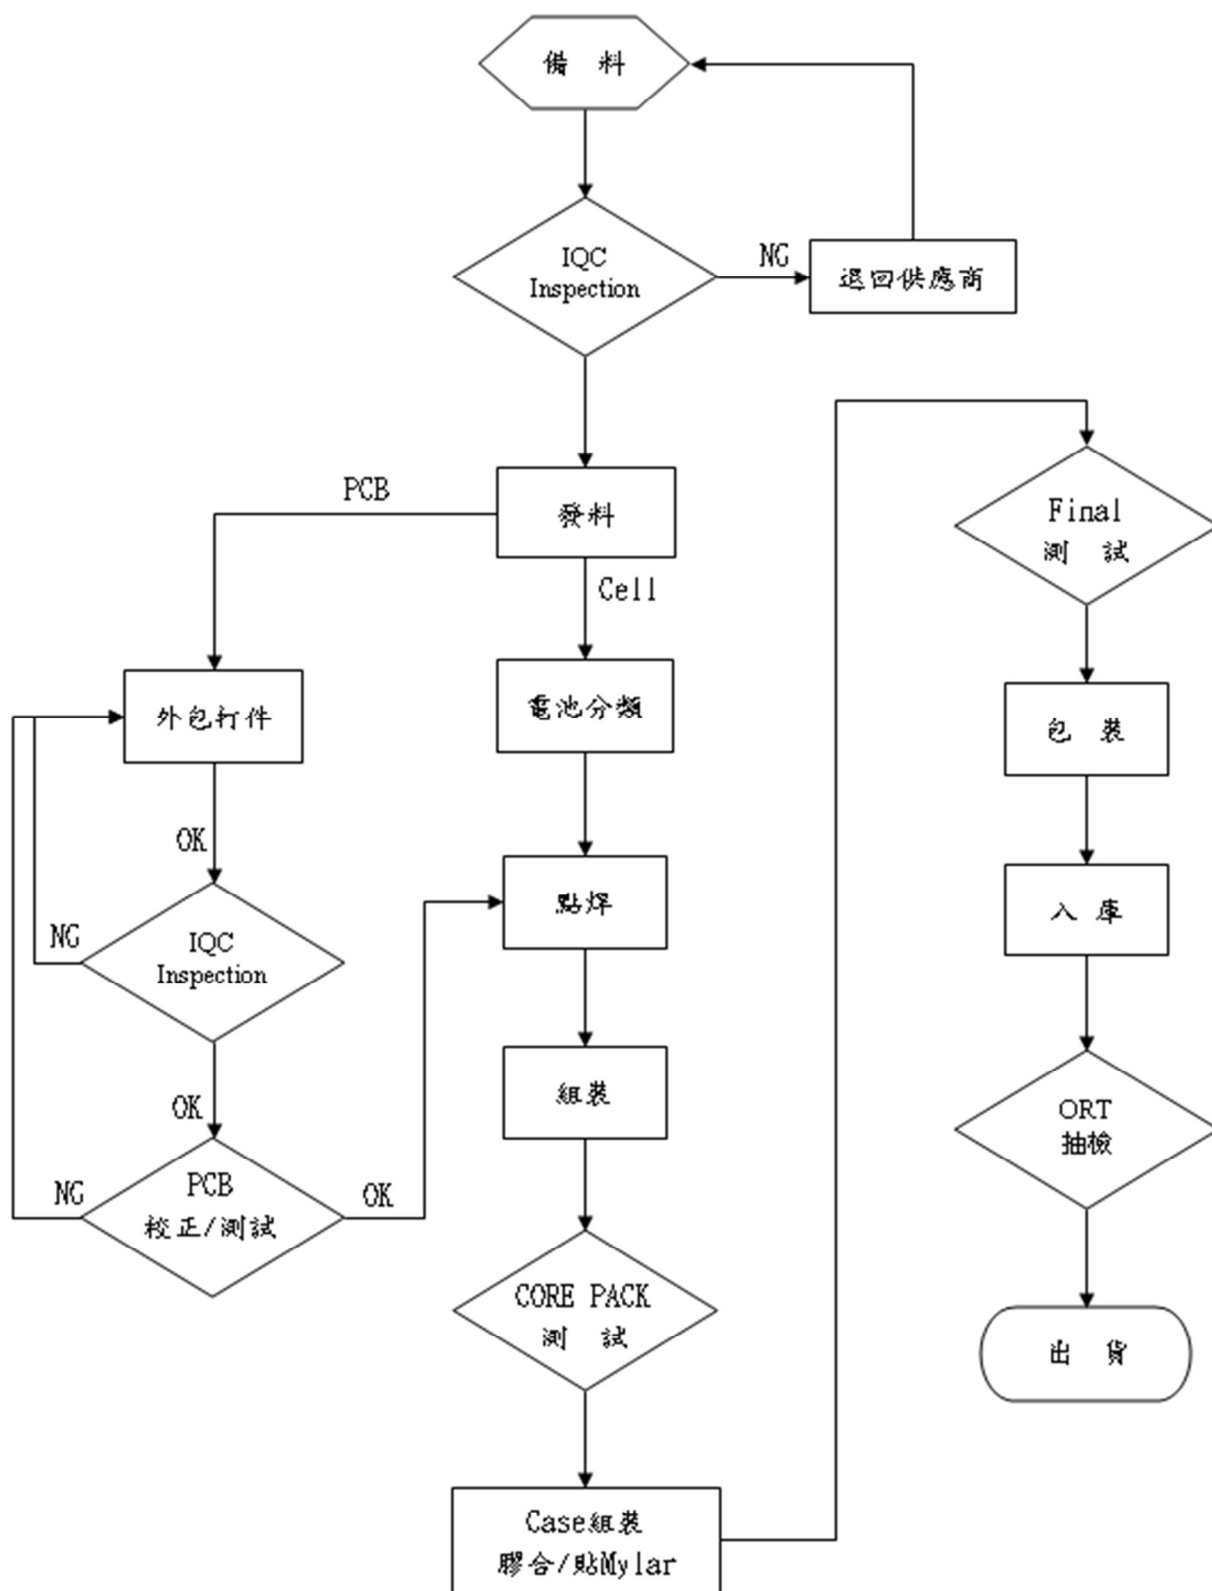 備 料
IQC
Inspection
NG
退回供應商
發料
PCB
Cell
外包打件
電池分類
OK
點焊
NG
IQC
Inspection
OK
組裝
NG
PCB
校正/測試
OK
CORE PACK
測 試
Case組裝
膠合/貼Mylar
Final
測 試
包 裝
入 庫
ORT
抽檢
出 貨